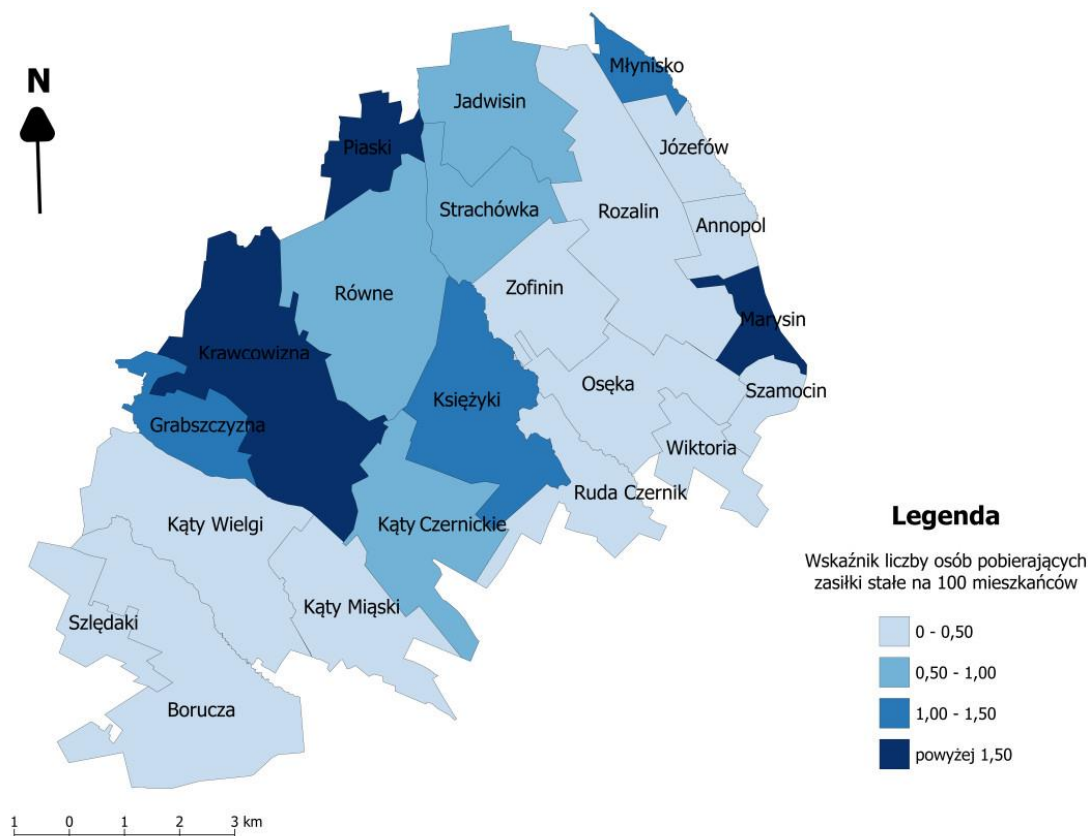 N
Młynisko
Jadwisin
Piaski
Józefów
Strachówka
Rozalin
Annopol
Zofinin
Równe
Marysin
Krawcowizna
Osęka
Szamocin
Księżyki
Grabszczyzna
Wiktoria
Ruda Czernik
Kąty Wielgi
Kąty Czernickie
Kąty Miąski
Szlędaki
Borucza
Legenda
Wskaźnik liczby osób pobierających
zasiłki stałe na 100 mieszkańców
0 - 0,50
0,50 - 1,00
1,00 - 1,50
powyżej 1,50
1 0 1 2 3 km